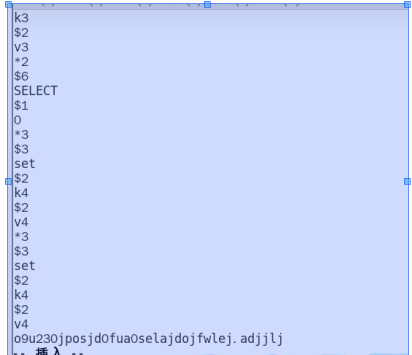 k3
$2
v3
*2
$6
SELECT
$1
0
*3
$3
set
$2
k4
$2
v4
*3
$3
set
$2
k4
$2
v4
o9u230jposjd0fua0selajdojfwlej.adjjlj
-- 插入 --